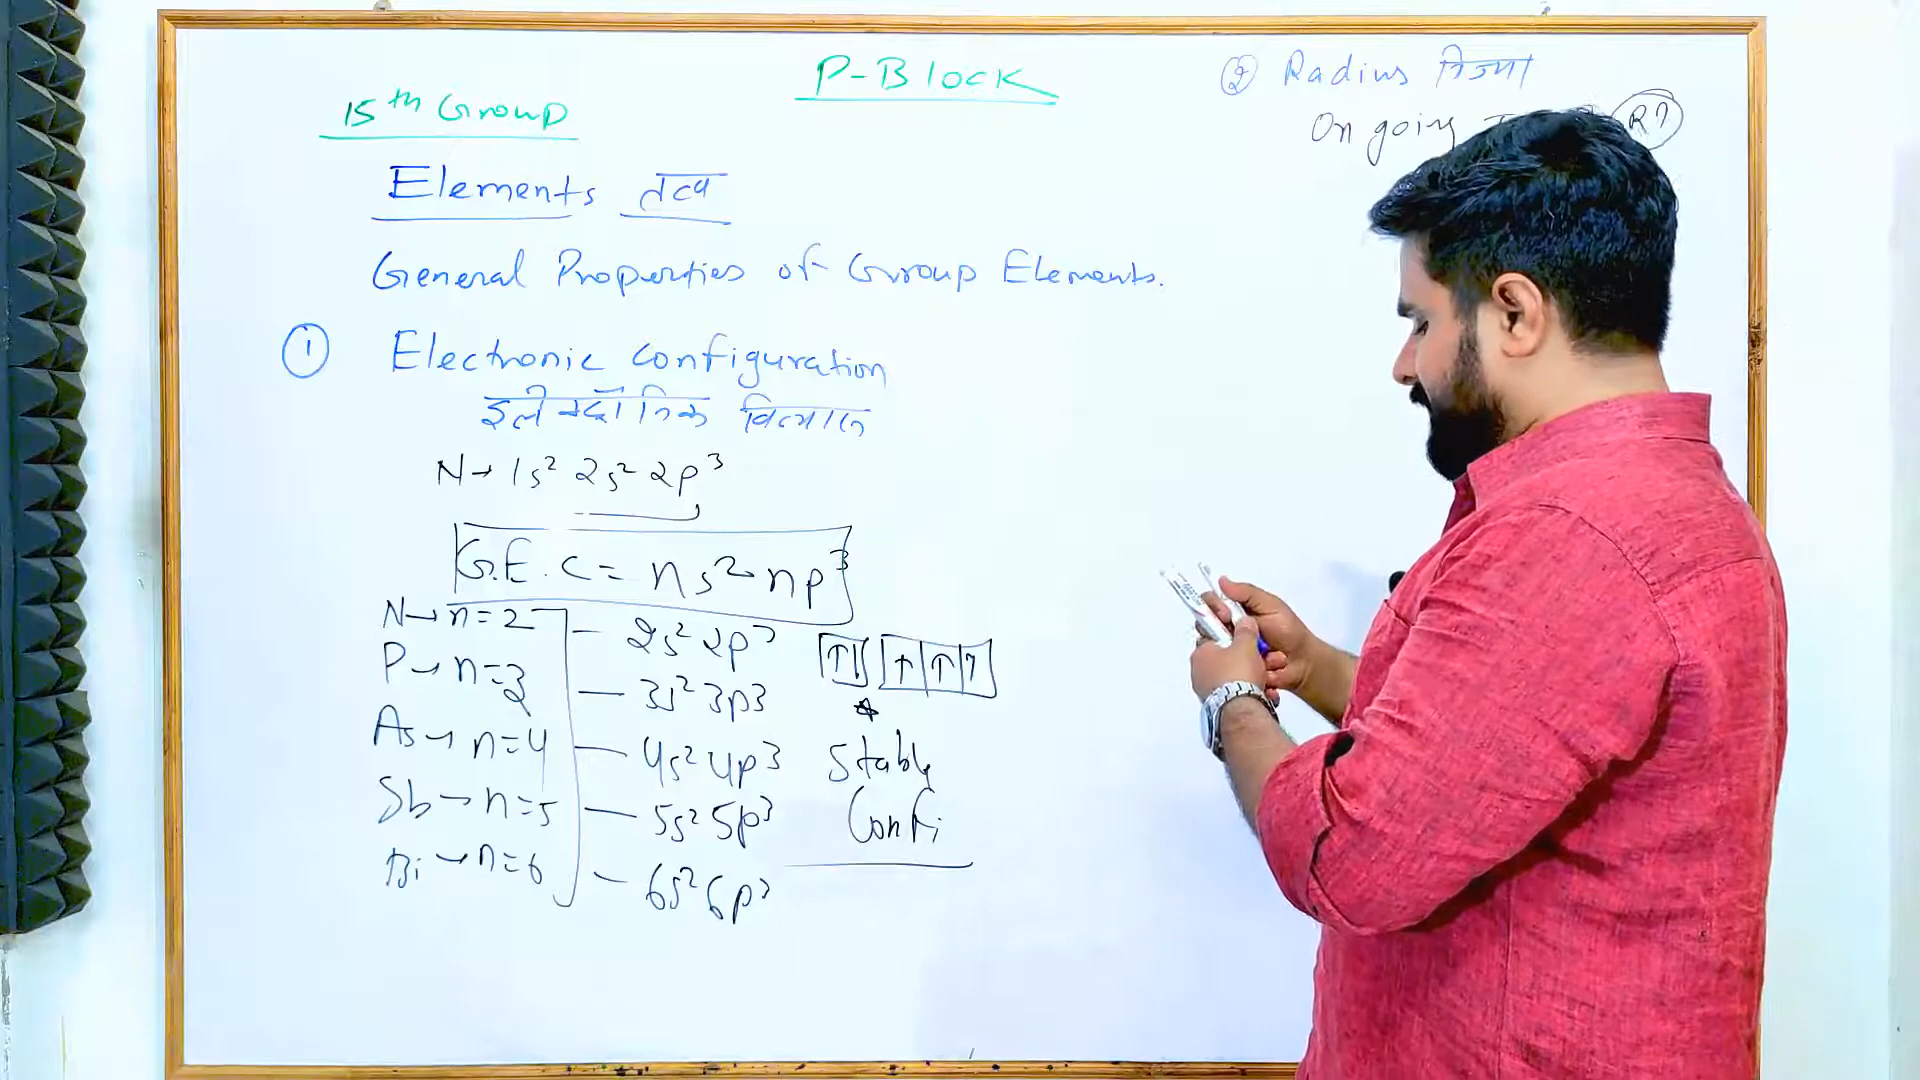 P-Block
15th Group
Elements तत्व
General Properties of Group Elements.
① Electronic Configuration
इलेक्ट्रॉनिक विन्यास
N→ 1s² 2s² 2p³
G.E.C = ns² np³
N→ n=2 — 2s² 2p³ ↑↓ ↑ ↑ ↑
P→ n=3 — 3s² 3p3
As→ n=4 — 4s² 4p3 Stable
Sb→ n=5 — 5s² 5p3 Confi
Bi→ n=6 — 6s² 6p³
② Radius त्रिज्या
On going R↑